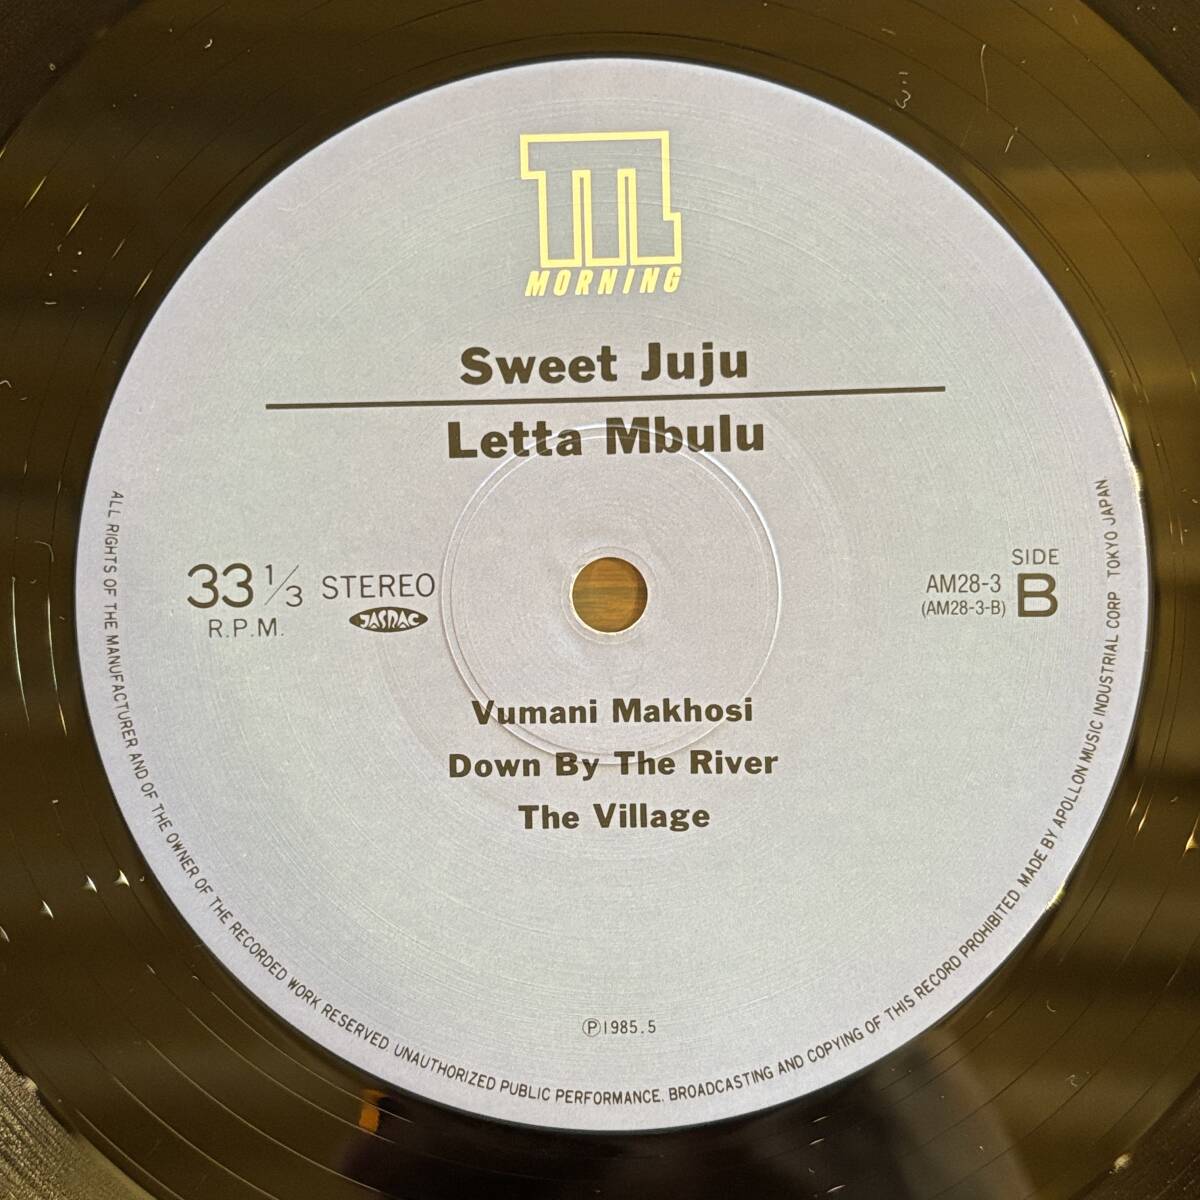 MORNING
Sweet Juju
Letta Mbulu
33 1/3 STEREO
R.P.M.
JASRAC
SIDE
AM28-3
(AM28-3-B)
B
Vumani Makhosi
Down By The River
The Village
Ⓟ1985.5
ALL RIGHTS OF THE MANUFACTURER AND OF THE OWNER OF THE RECORDED WORK RESERVED. UNAUTHORIZED PUBLIC PERFORMANCE, BROADCASTING AND COPYING OF THIS RECORD PROHIBITED. MADE BY APOLLON MUSIC INDUSTRIAL CORP. TOKYO JAPAN